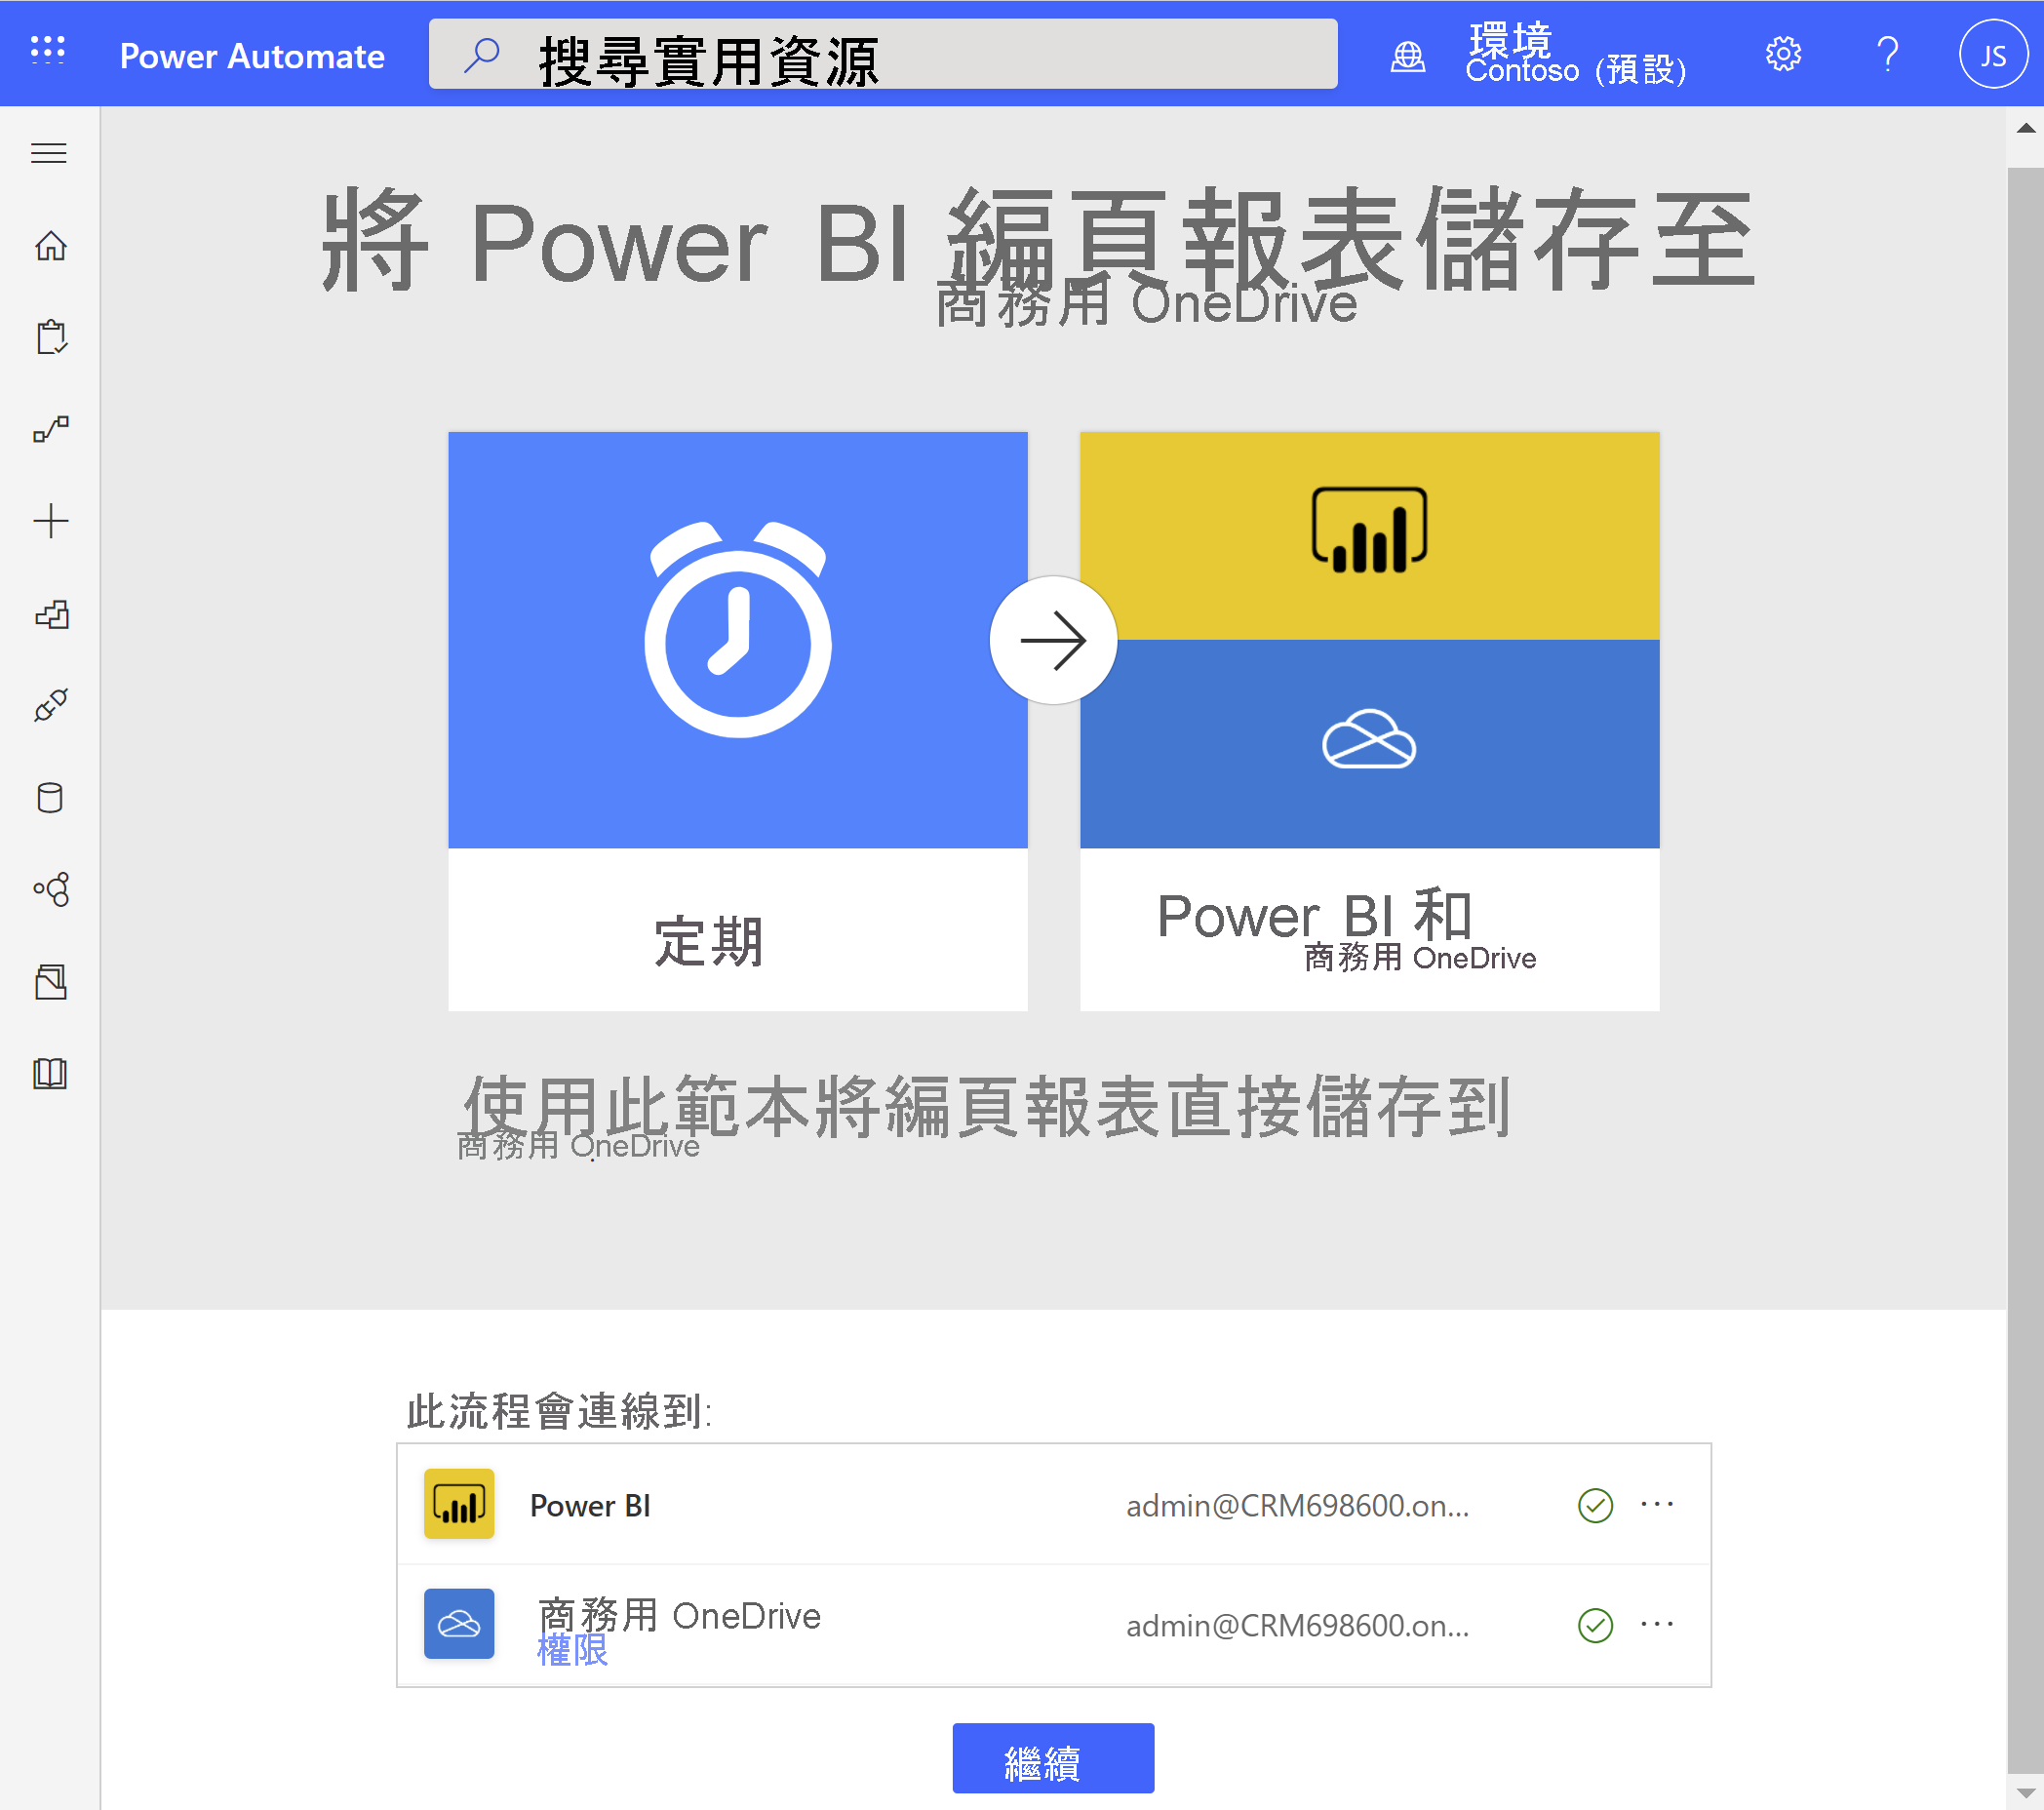 Power Automate
搜尋實用資源
環境
Contoso (預設)
JS
將 Power BI 編頁報表儲存至
商務用 OneDrive
定期
Power BI 和
商務用 OneDrive
使用此範本將編頁報表直接儲存到
商務用 OneDrive
.
此流程會連線到:
Power BI
admin@CRM698600.on...
商務用 OneDrive
權限
admin@CRM698600.on...
繼續